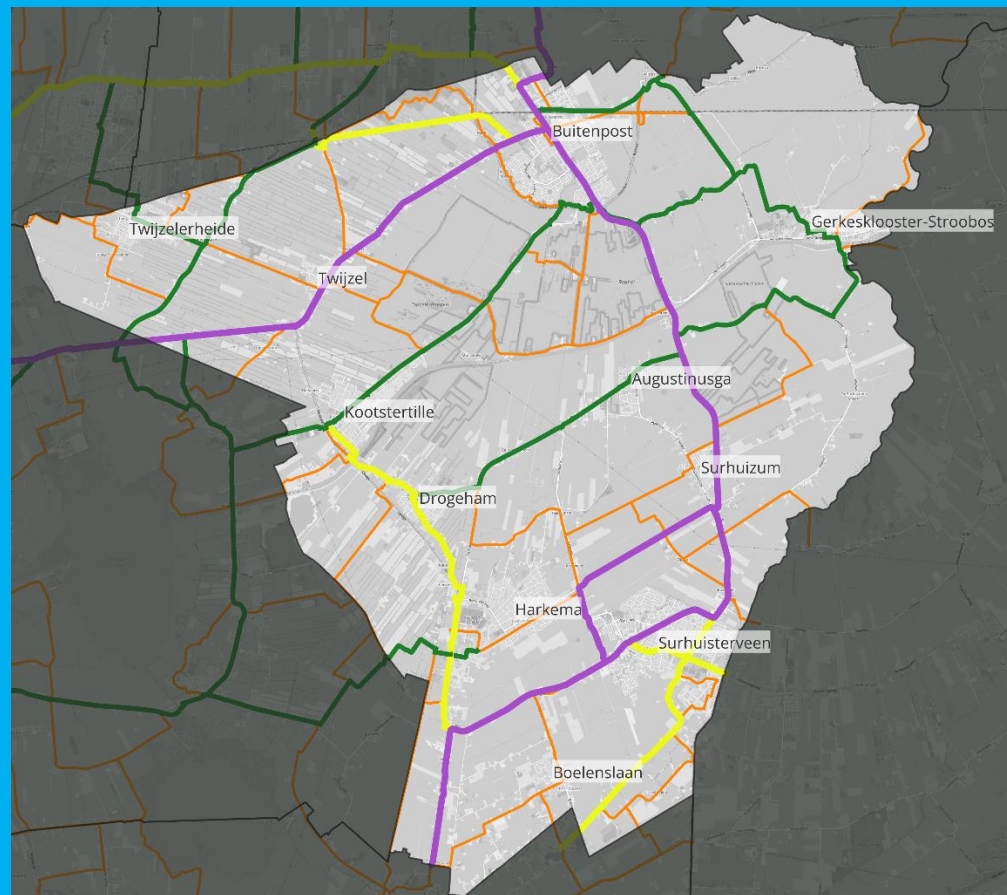 Buitenpost
Gerkesklooster-Stroobos
Twijzelerheide
Twijzel
Augustinusga
Kootstertille
Surhuizum
Drogeham
Harkema
Surhuisterveen
Boelenslaan